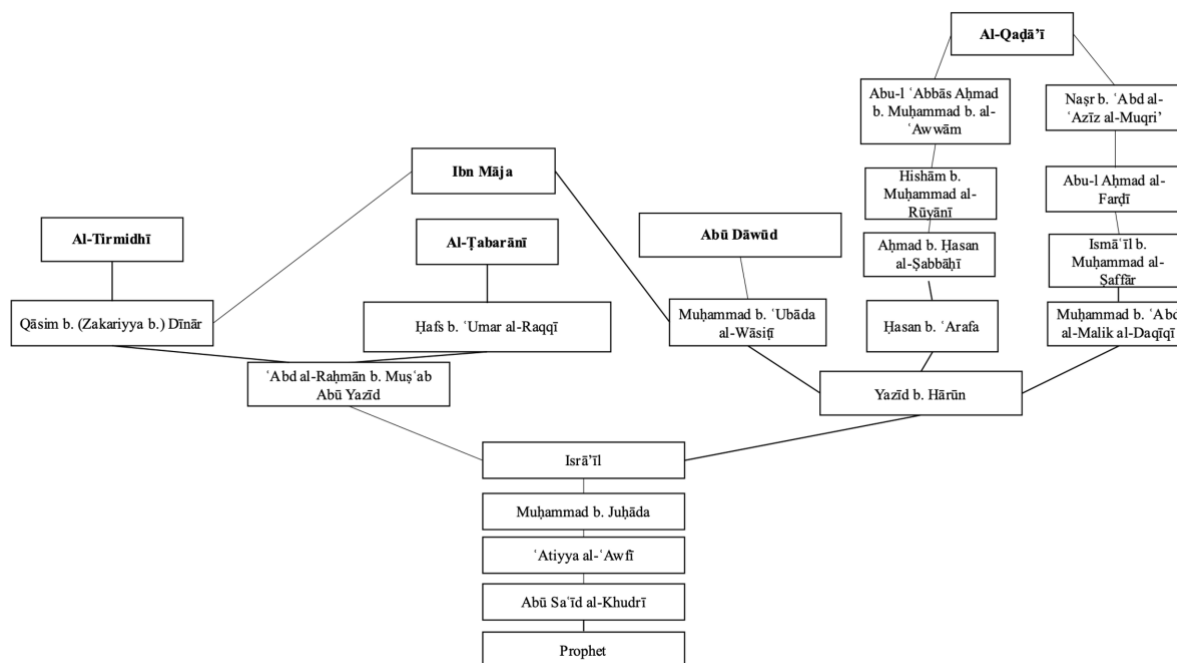 Al-Qaḍā’ī
Abu-l ʿAbbās Aḥmad
b. Muḥammad b. al-
ʿAwwām
Naṣr b. ʿAbd al-
ʿAzīz al-Muqri’
Ibn Māja
Hishām b.
Muḥammad al-
Rūyānī
Abu-l Aḥmad al-
Farḍī
Al-Tirmidhī
Al-Ṭabarānī
Abū Dāwūd
Aḥmad b. Ḥasan
al-Ṣabbāḥī
Ismāʿīl b.
Muḥammad al-
Ṣaffār
Qāsim b. (Zakariyya b.) Dīnār
Ḥafs b. ʿUmar al-Raqqī
Muḥammad b. ʿUbāda
al-Wāsiṭī
Ḥasan b. ʿArafa
Muḥammad b. ʿAbd
al-Malik al-Daqīqī
ʿAbd al-Raḥmān b. Muṣʿab
Abū Yazīd
Yazīd b. Hārūn
Isrā’īl
Muḥammad b. Juḥāda
ʿAtiyya al-ʿAwfī
Abū Saʿīd al-Khudrī
Prophet